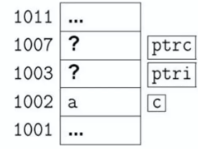 1011 ...
1007 ? ptrc
1003 ? ptri
1002 a c
1001 ...